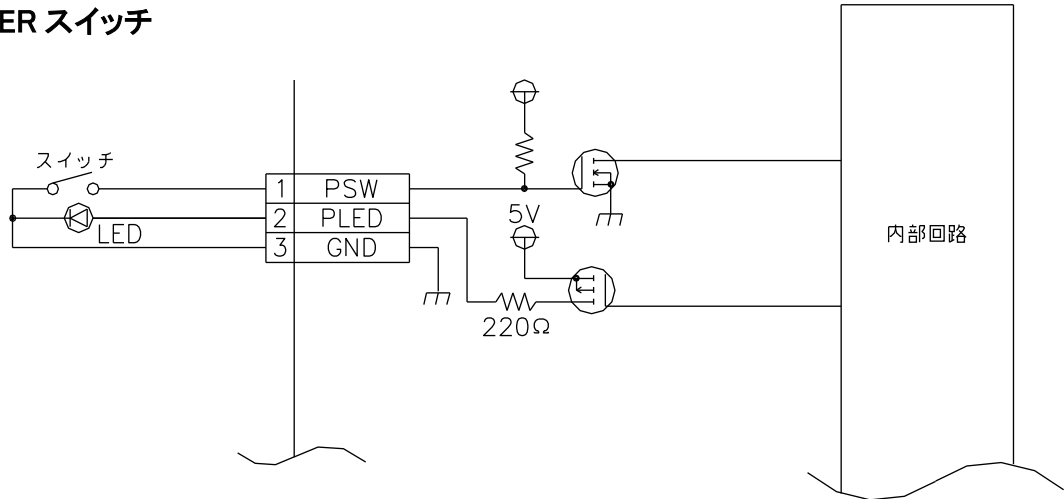 ER スイッチ
スイッチ
1 PSW
2 PLED
3 GND
LED
5V
220Ω
内部回路